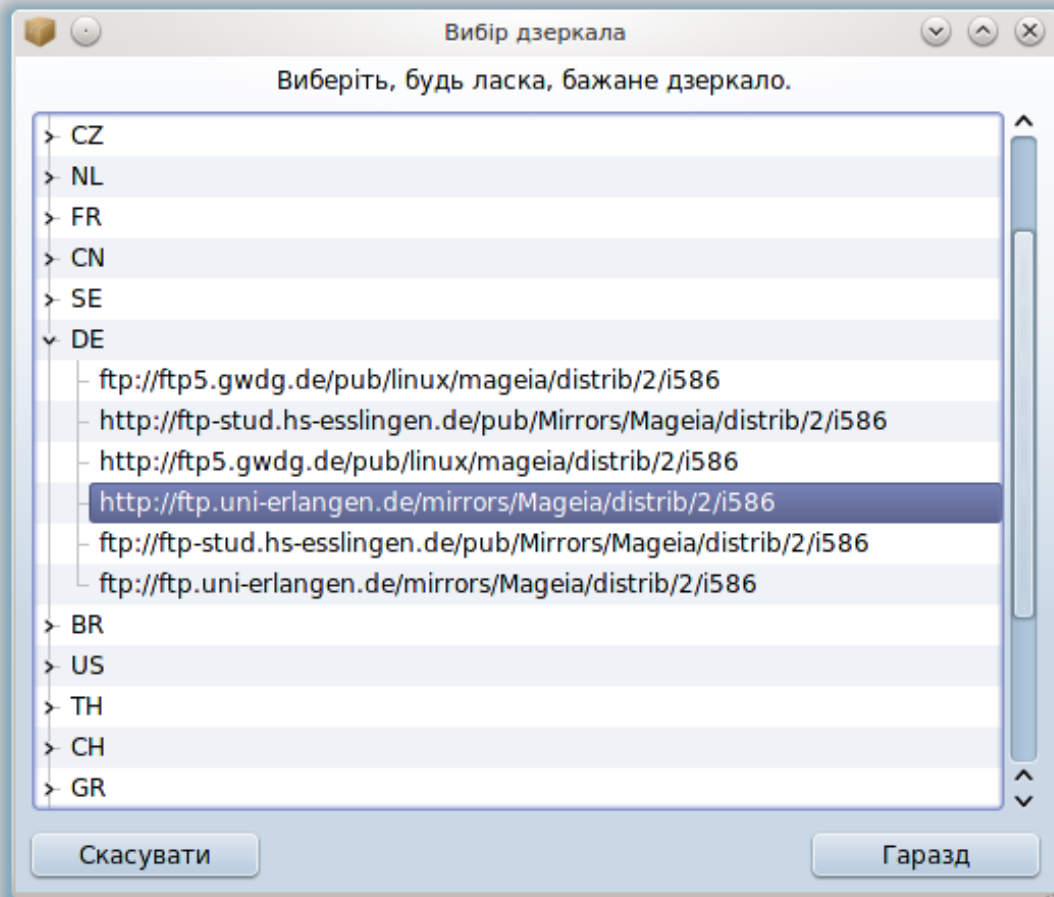 Вибір дзеркала
Виберіть, будь ласка, бажане дзеркало.
CZ
NL
FR
CN
SE
DE
ftp://ftp5.gwdg.de/pub/linux/mageia/distrib/2/i586
http://ftp-stud.hs-esslingen.de/pub/Mirrors/Mageia/distrib/2/i586
http://ftp5.gwdg.de/pub/linux/mageia/distrib/2/i586
http://ftp.uni-erlangen.de/mirrors/Mageia/distrib/2/i586
ftp://ftp-stud.hs-esslingen.de/pub/Mirrors/Mageia/distrib/2/i586
ftp://ftp.uni-erlangen.de/mirrors/Mageia/distrib/2/i586
BR
US
TH
CH
GR
Скасувати Гаразд